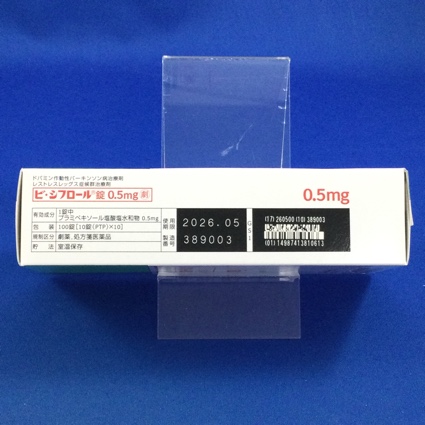 ドパミン作動性パーキンソン病治療剤
レストレスレッグス症候群治療剤
ビ・シフロール®錠 0.5mg 劇
0.5mg
有効成分 1錠中 プラミペキソール塩酸塩水和物 0.5mg
包装 100錠[10錠(PTP)×10]
規制区分 劇薬、処方箋医薬品
貯法 室温保存
使用期限 2026.05
製造番号 389003
GS1
(17) 260500 (10) 389003
(01) 14987413810613